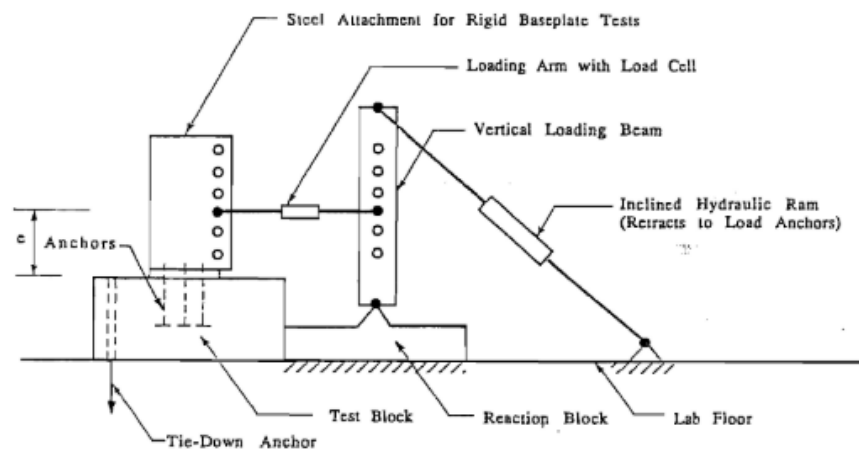 Steel Attachment for Rigid Baseplate Tests
Loading Arm with Load Cell
Vertical Loading Beam
Inclined Hydraulic Ram
(Retracts to Load Anchors)
e
Anchors
Test Block
Reaction Block
Lab Floor
Tie-Down Anchor